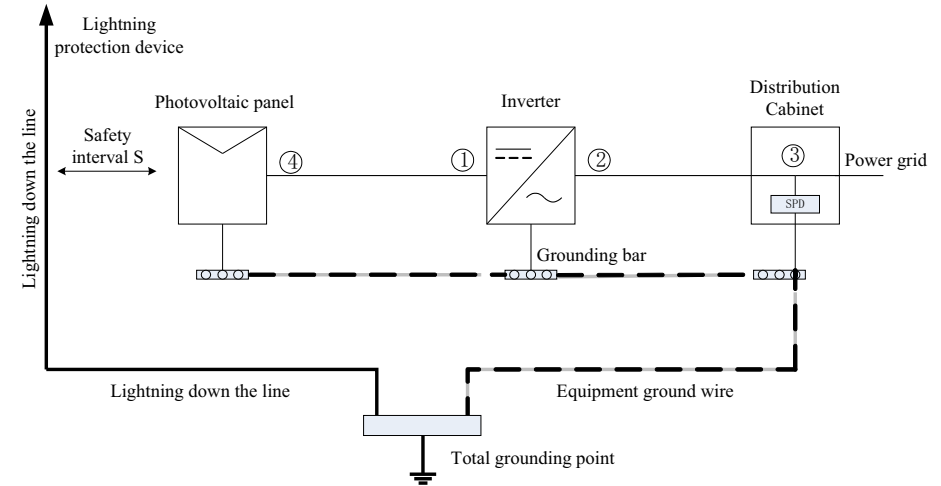 Lightning
protection device
Distribution
Cabinet
Photovoltaic panel
Inverter
Lightning down the line
Safety
interval S
④
①
②
③
Power grid
SPD
Grounding bar
Lightning down the line
Equipment ground wire
Total grounding point